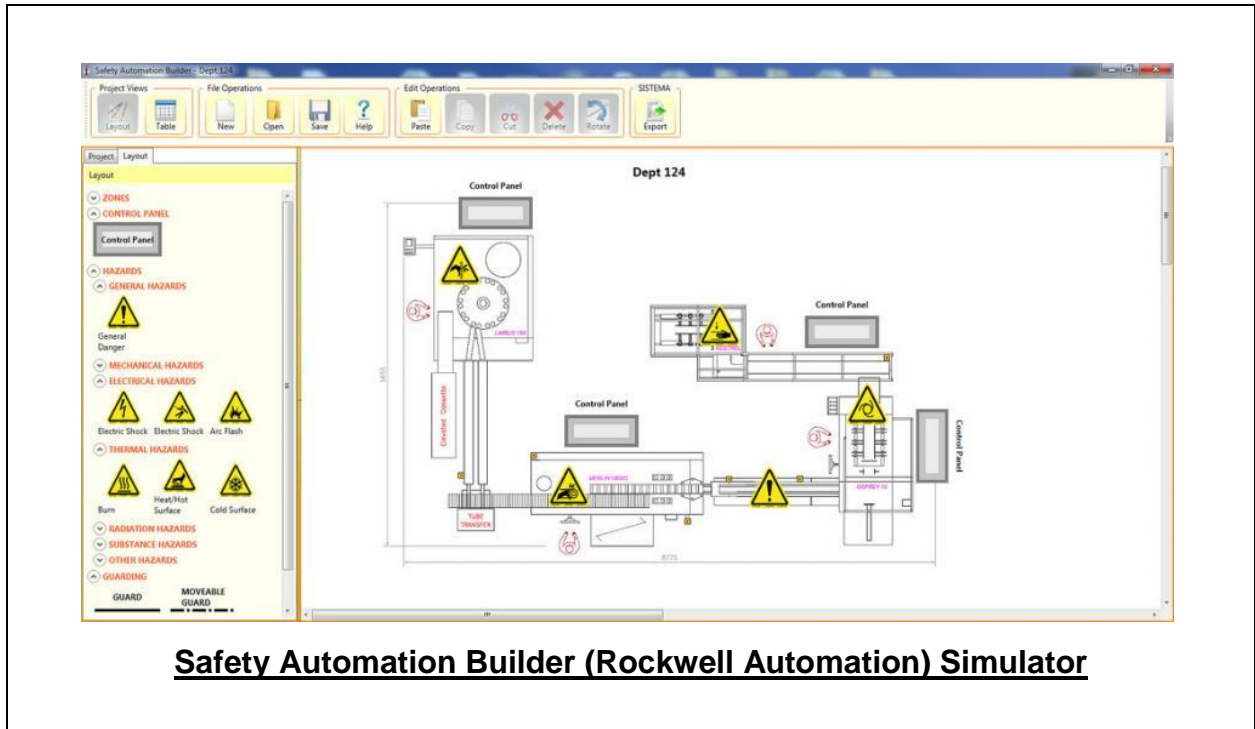 Safety Automation Builder - Dept 124
Project Views
File Operations
Edit Operations
SISTEMA
Layout
Table
New
Open
Save
Help
Paste
Copy
Cut
Delete
Rotate
Export
Project
Layout
Layout
ZONES
CONTROL PANEL
Control Panel
HAZARDS
GENERAL HAZARDS
General
Danger
MECHANICAL HAZARDS
ELECTRICAL HAZARDS
Electric Shock
Electric Shock
Arc Flash
THERMAL HAZARDS
Burn
Heat/Hot
Surface
Cold Surface
RADIATION HAZARDS
SUBSTANCE HAZARDS
OTHER HAZARDS
GUARDING
GUARD
MOVEABLE
GUARD
Dept 124
Control Panel
Control Panel
Control Panel
Control Panel
Elevated Cassette
TUBE
TRANSFER
8770
Safety Automation Builder (Rockwell Automation) Simulator